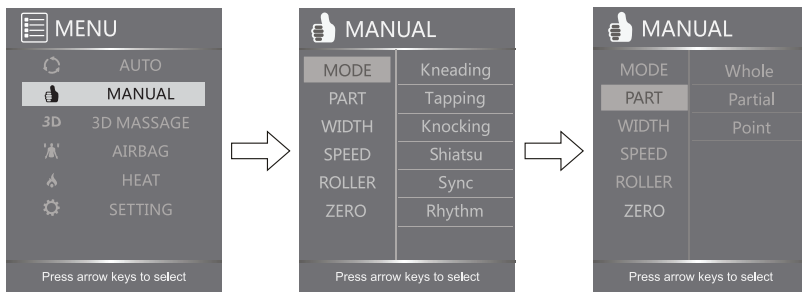 MENU
AUTO
MANUAL
3D 3D MASSAGE
AIRBAG
HEAT
SETTING
Press arrow keys to select
MANUAL
MODE Kneading
PART Tapping
WIDTH Knocking
SPEED Shiatsu
ROLLER Sync
ZERO Rhythm
Press arrow keys to select
MANUAL
MODE Whole
PART Partial
WIDTH Point
SPEED
ROLLER
ZERO
Press arrow keys to select